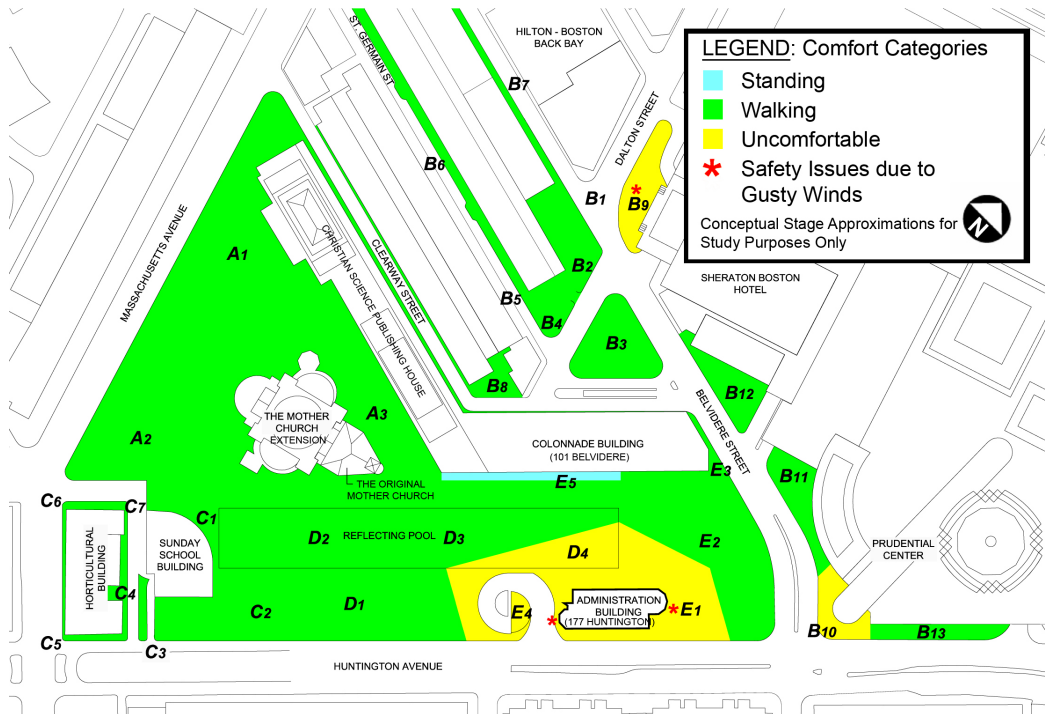 ST. GERMAIN ST.
HILTON - BOSTON
BACK BAY
B7
DALTON STREET
LEGEND: Comfort Categories
Standing
Walking
Uncomfortable
* Safety Issues due to
Gusty Winds
Conceptual Stage Approximations for
Study Purposes Only
N
B6
B1
* B9
MASSACHUSETTS AVENUE
A1
CHRISTIAN SCIENCE PUBLISHING HOUSE
CLEARWAY STREET
B2
B5
B4
B3
SHERATON BOSTON
HOTEL
B8
B12
BELVIDERE STREET
A2
A3
THE MOTHER
CHURCH
EXTENSION
THE ORIGINAL
MOTHER CHURCH
COLONNADE BUILDING
(101 BELVIDERE)
E5
E3
B11
C6
C7
C1
D2
REFLECTING POOL
D3
D4
E2
PRUDENTIAL
CENTER
HORTICULTURAL
BUILDING
SUNDAY
SCHOOL
BUILDING
C4
C2
D1
E4
*
ADMINISTRATION
BUILDING
(177 HUNTINGTON)
* E1
B10
B13
C5
C3
HUNTINGTON AVENUE